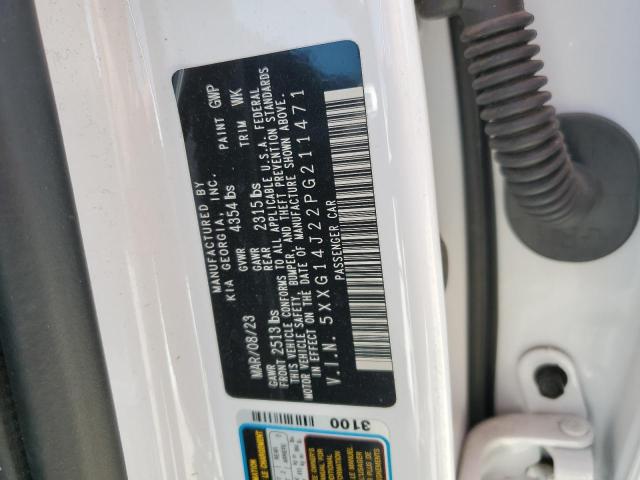 MANUFACTURED BY
KIA GEORGIA, INC.
MAR/08/23 GVWR 4354 lbs PAINT GWP
GAWR FRONT 2513 lbs GAWR REAR 2315 lbs TRIM WK
THIS VEHICLE CONFORMS TO ALL APPLICABLE U.S.A. FEDERAL
MOTOR VEHICLE SAFETY, BUMPER, AND THEFT PREVENTION STANDARDS
IN EFFECT ON THE DATE OF MANUFACTURE SHOWN ABOVE.
V.I.N. 5XXG14J22PG211471
PASSENGER CAR
3100